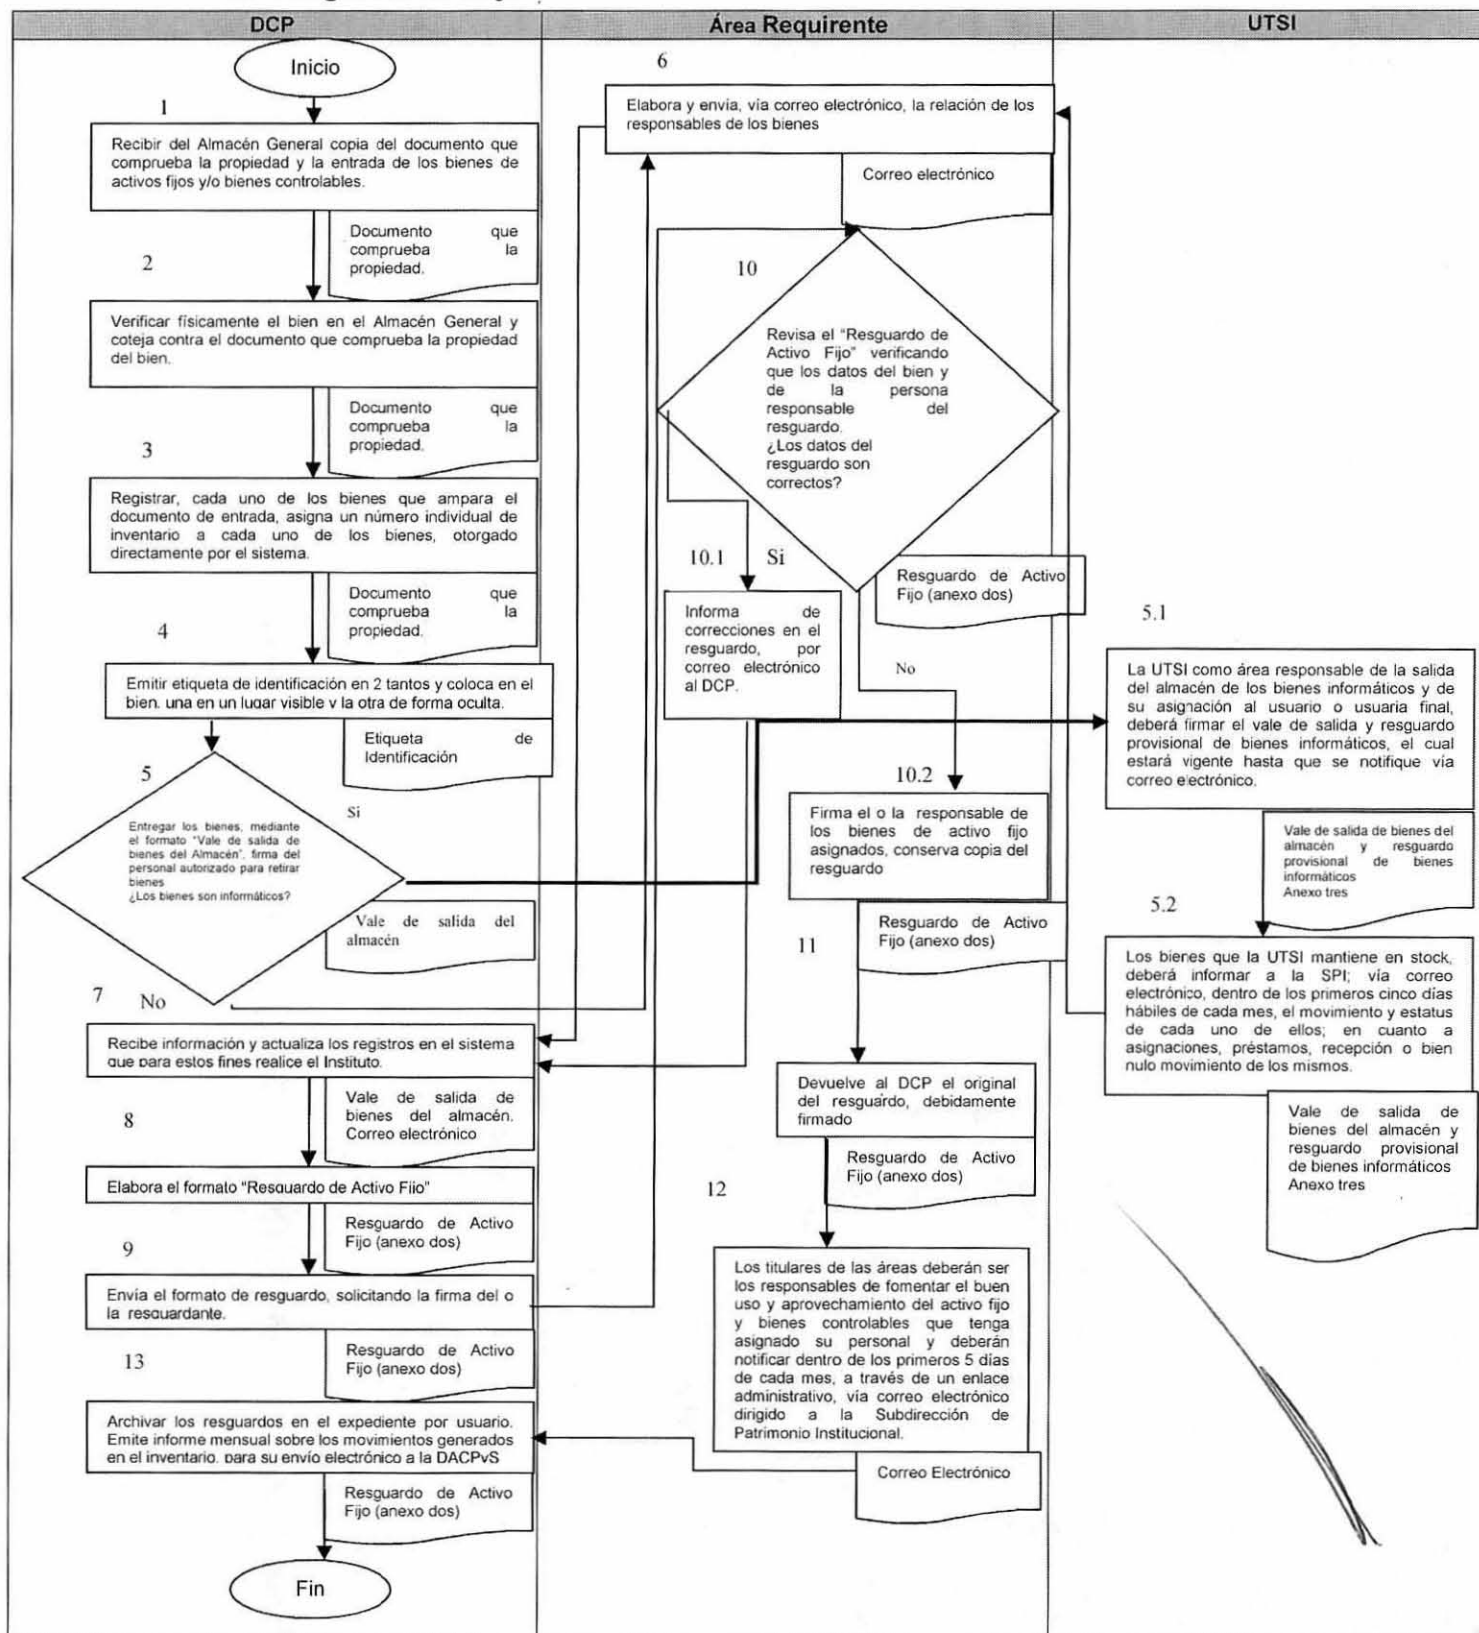 DCP
Área Requirente
UTSI
Inicio
1
Recibir del Almacén General copia del documento que
comprueba la propiedad y la entrada de los bienes de
activos fijos y/o bienes controlables.
Documento que
comprueba la
propiedad.
2
Verificar físicamente el bien en el Almacén General y
coteja contra el documento que comprueba la propiedad
del bien.
Documento que
comprueba la
propiedad.
3
Registrar, cada uno de los bienes que ampara el
documento de entrada, asigna un número individual de
inventario a cada uno de los bienes, otorgado
directamente por el sistema.
Documento que
comprueba la
propiedad.
4
Emitir etiqueta de identificación en 2 tantos y coloca en el
bien, una en un lugar visible y la otra de forma oculta.
Etiqueta de
Identificación
5
Si
Entregar los bienes, mediante
el formato "Vale de salida de
bienes del Almacén", firma del
personal autorizado para retirar
bienes
¿Los bienes son informáticos?
Vale de salida del
almacén
7
No
Recibe información y actualiza los registros en el sistema
que para estos fines realice el Instituto.
Vale de salida de
bienes del almacén.
Correo electrónico
8
Elabora el formato "Resguardo de Activo Fijo"
Resguardo de Activo
Fijo (anexo dos)
9
Envía el formato de resguardo, solicitando la firma del o
la resguardante.
Resguardo de Activo
Fijo (anexo dos)
13
Archivar los resguardos en el expediente por usuario.
Emite informe mensual sobre los movimientos generados
en el inventario, para su envío electrónico a la DACPyS
Resguardo de Activo
Fijo (anexo dos)
Fin
6
Elabora y envía, vía correo electrónico, la relación de los
responsables de los bienes
Correo electrónico
10
Revisa el "Resguardo de
Activo Fijo" verificando
que los datos del bien y
de la persona
responsable del
resguardo.
¿Los datos del
resguardo son
correctos?
Resguardo de Activo
Fijo (anexo dos)
10.1
Si
Informa de
correcciones en el
resguardo, por
correo electrónico
al DCP.
No
10.2
Firma el o la responsable de
los bienes de activo fijo
asignados, conserva copia del
resguardo
Resguardo de Activo
Fijo (anexo dos)
11
Devuelve al DCP el original
del resguardo, debidamente
firmado
Resguardo de Activo
Fijo (anexo dos)
12
Los titulares de las áreas deberán ser
los responsables de fomentar el buen
uso y aprovechamiento del activo fijo
y bienes controlables que tenga
asignado su personal y deberán
notificar dentro de los primeros 5 días
de cada mes, a través de un enlace
administrativo, vía correo electrónico
dirigido a la Subdirección de
Patrimonio Institucional.
Correo Electrónico
5.1
La UTSI como área responsable de la salida
del almacén de los bienes informáticos y de
su asignación al usuario o usuaria final,
deberá firmar el vale de salida y resguardo
provisional de bienes informáticos, el cual
estará vigente hasta que se notifique vía
correo electrónico.
Vale de salida de bienes del
almacén y resguardo
provisional de bienes
informáticos
Anexo tres
5.2
Los bienes que la UTSI mantiene en stock,
deberá informar a la SPI; vía correo
electrónico, dentro de los primeros cinco días
hábiles de cada mes, el movimiento y estatus
de cada uno de ellos; en cuanto a
asignaciones, préstamos, recepción o bien
nulo movimiento de los mismos.
Vale de salida de
bienes del almacén y
resguardo provisional
de bienes informáticos
Anexo tres